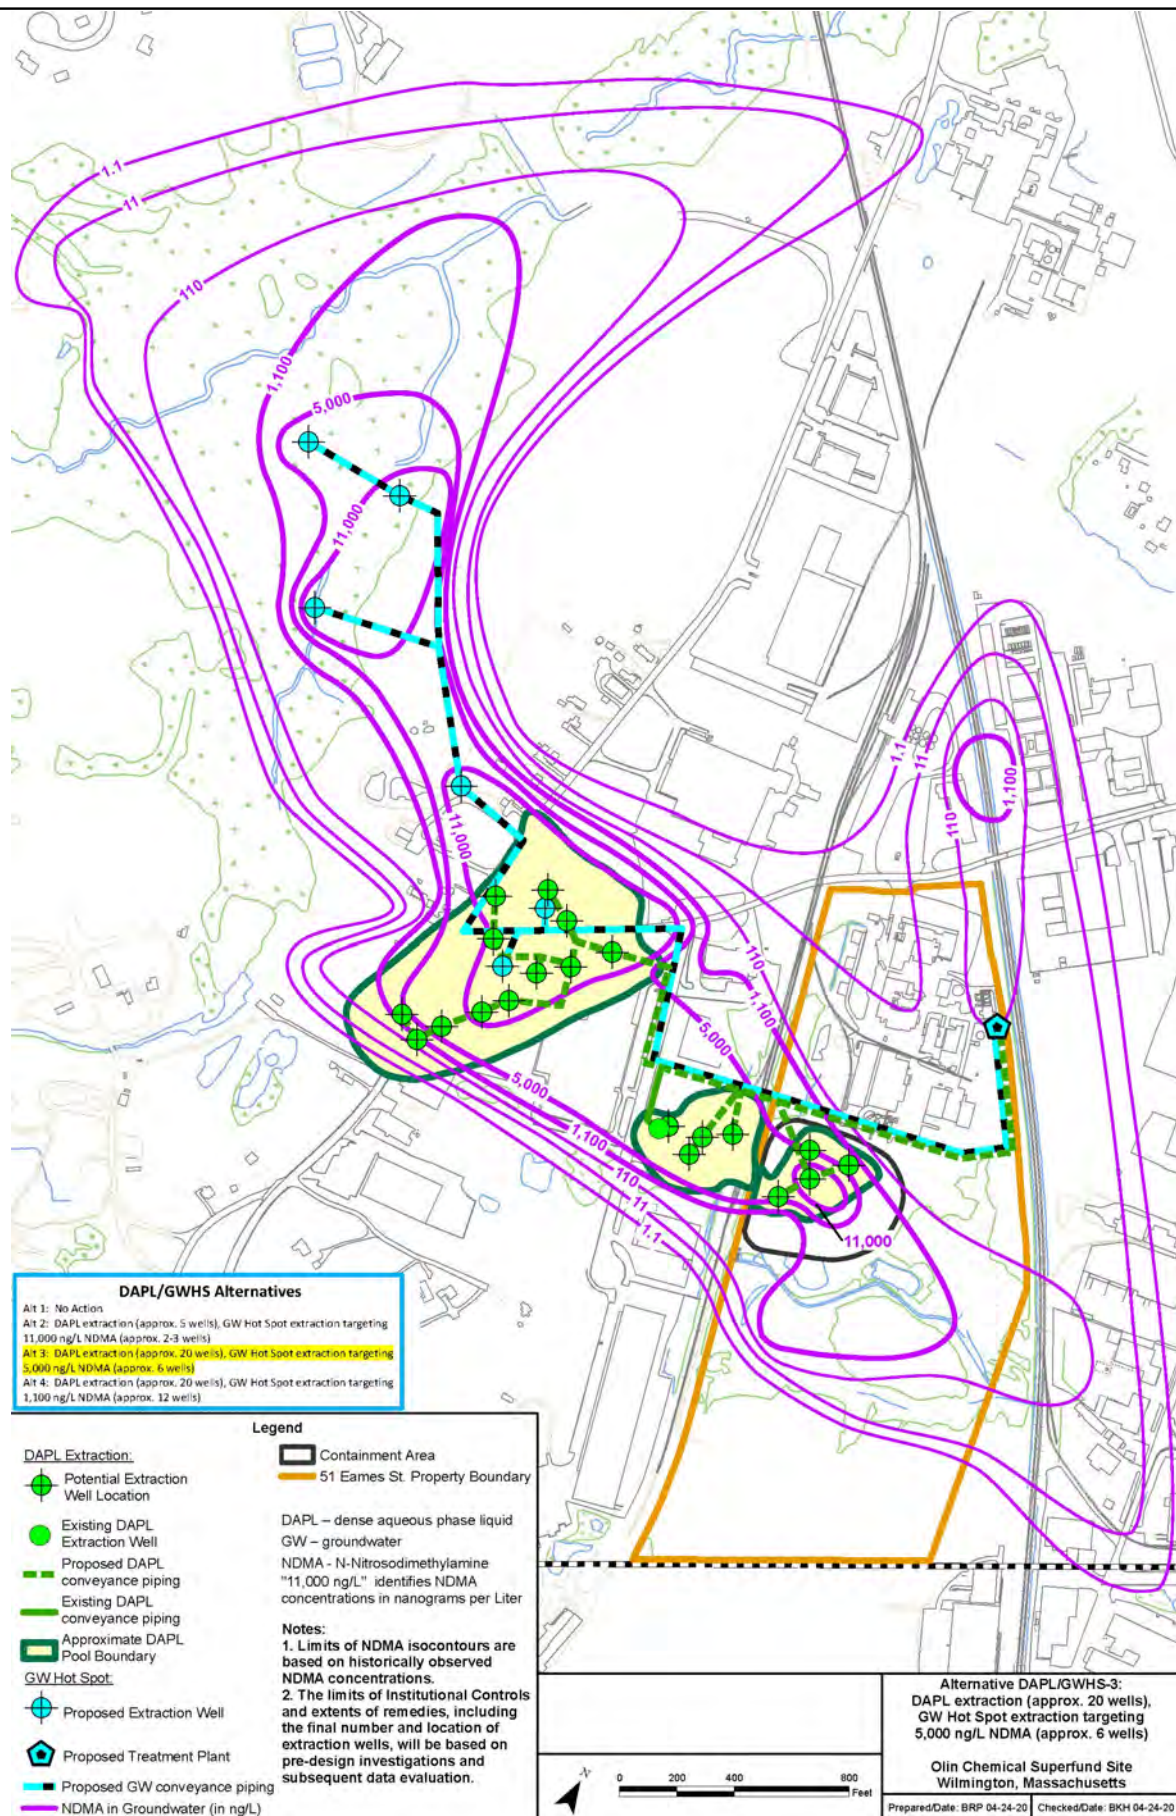 1.1
11
110
1,100
5,000
11,000
11,000
1.1
11
110
1,100
110
1,100
5,000
5,000
1,100
110
11
1.1
11,000
DAPL/GWHS Alternatives
Alt 1: No Action
Alt 2: DAPL extraction (approx. 5 wells), GW Hot Spot extraction targeting
11,000 ng/L NDMA (approx. 2-3 wells)
Alt 3: DAPL extraction (approx. 20 wells), GW Hot Spot extraction targeting
5,000 ng/L NDMA (approx. 6 wells)
Alt 4: DAPL extraction (approx. 20 wells), GW Hot Spot extraction targeting
1,100 ng/L NDMA (approx. 12 wells)
Legend
DAPL Extraction:
Potential Extraction
Well Location
Existing DAPL
Extraction Well
Proposed DAPL
conveyance piping
Existing DAPL
conveyance piping
Approximate DAPL
Pool Boundary
GW Hot Spot:
Proposed Extraction Well
Proposed Treatment Plant
Proposed GW conveyance piping
NDMA in Groundwater (in ng/L)
Containment Area
51 Eames St. Property Boundary
DAPL – dense aqueous phase liquid
GW – groundwater
NDMA - N-Nitrosodimethylamine
"11,000 ng/L" identifies NDMA
concentrations in nanograms per Liter
Notes:
1. Limits of NDMA isocontours are
based on historically observed
NDMA concentrations.
2. The limits of Institutional Controls
and extents of remedies, including
the final number and location of
extraction wells, will be based on
pre-design investigations and
subsequent data evaluation.
N
0 200 400 800
Feet
Alternative DAPL/GWHS-3:
DAPL extraction (approx. 20 wells),
GW Hot Spot extraction targeting
5,000 ng/L NDMA (approx. 6 wells)
Olin Chemical Superfund Site
Wilmington, Massachusetts
Prepared/Date: BRP 04-24-20 Checked/Date: BKH 04-24-20